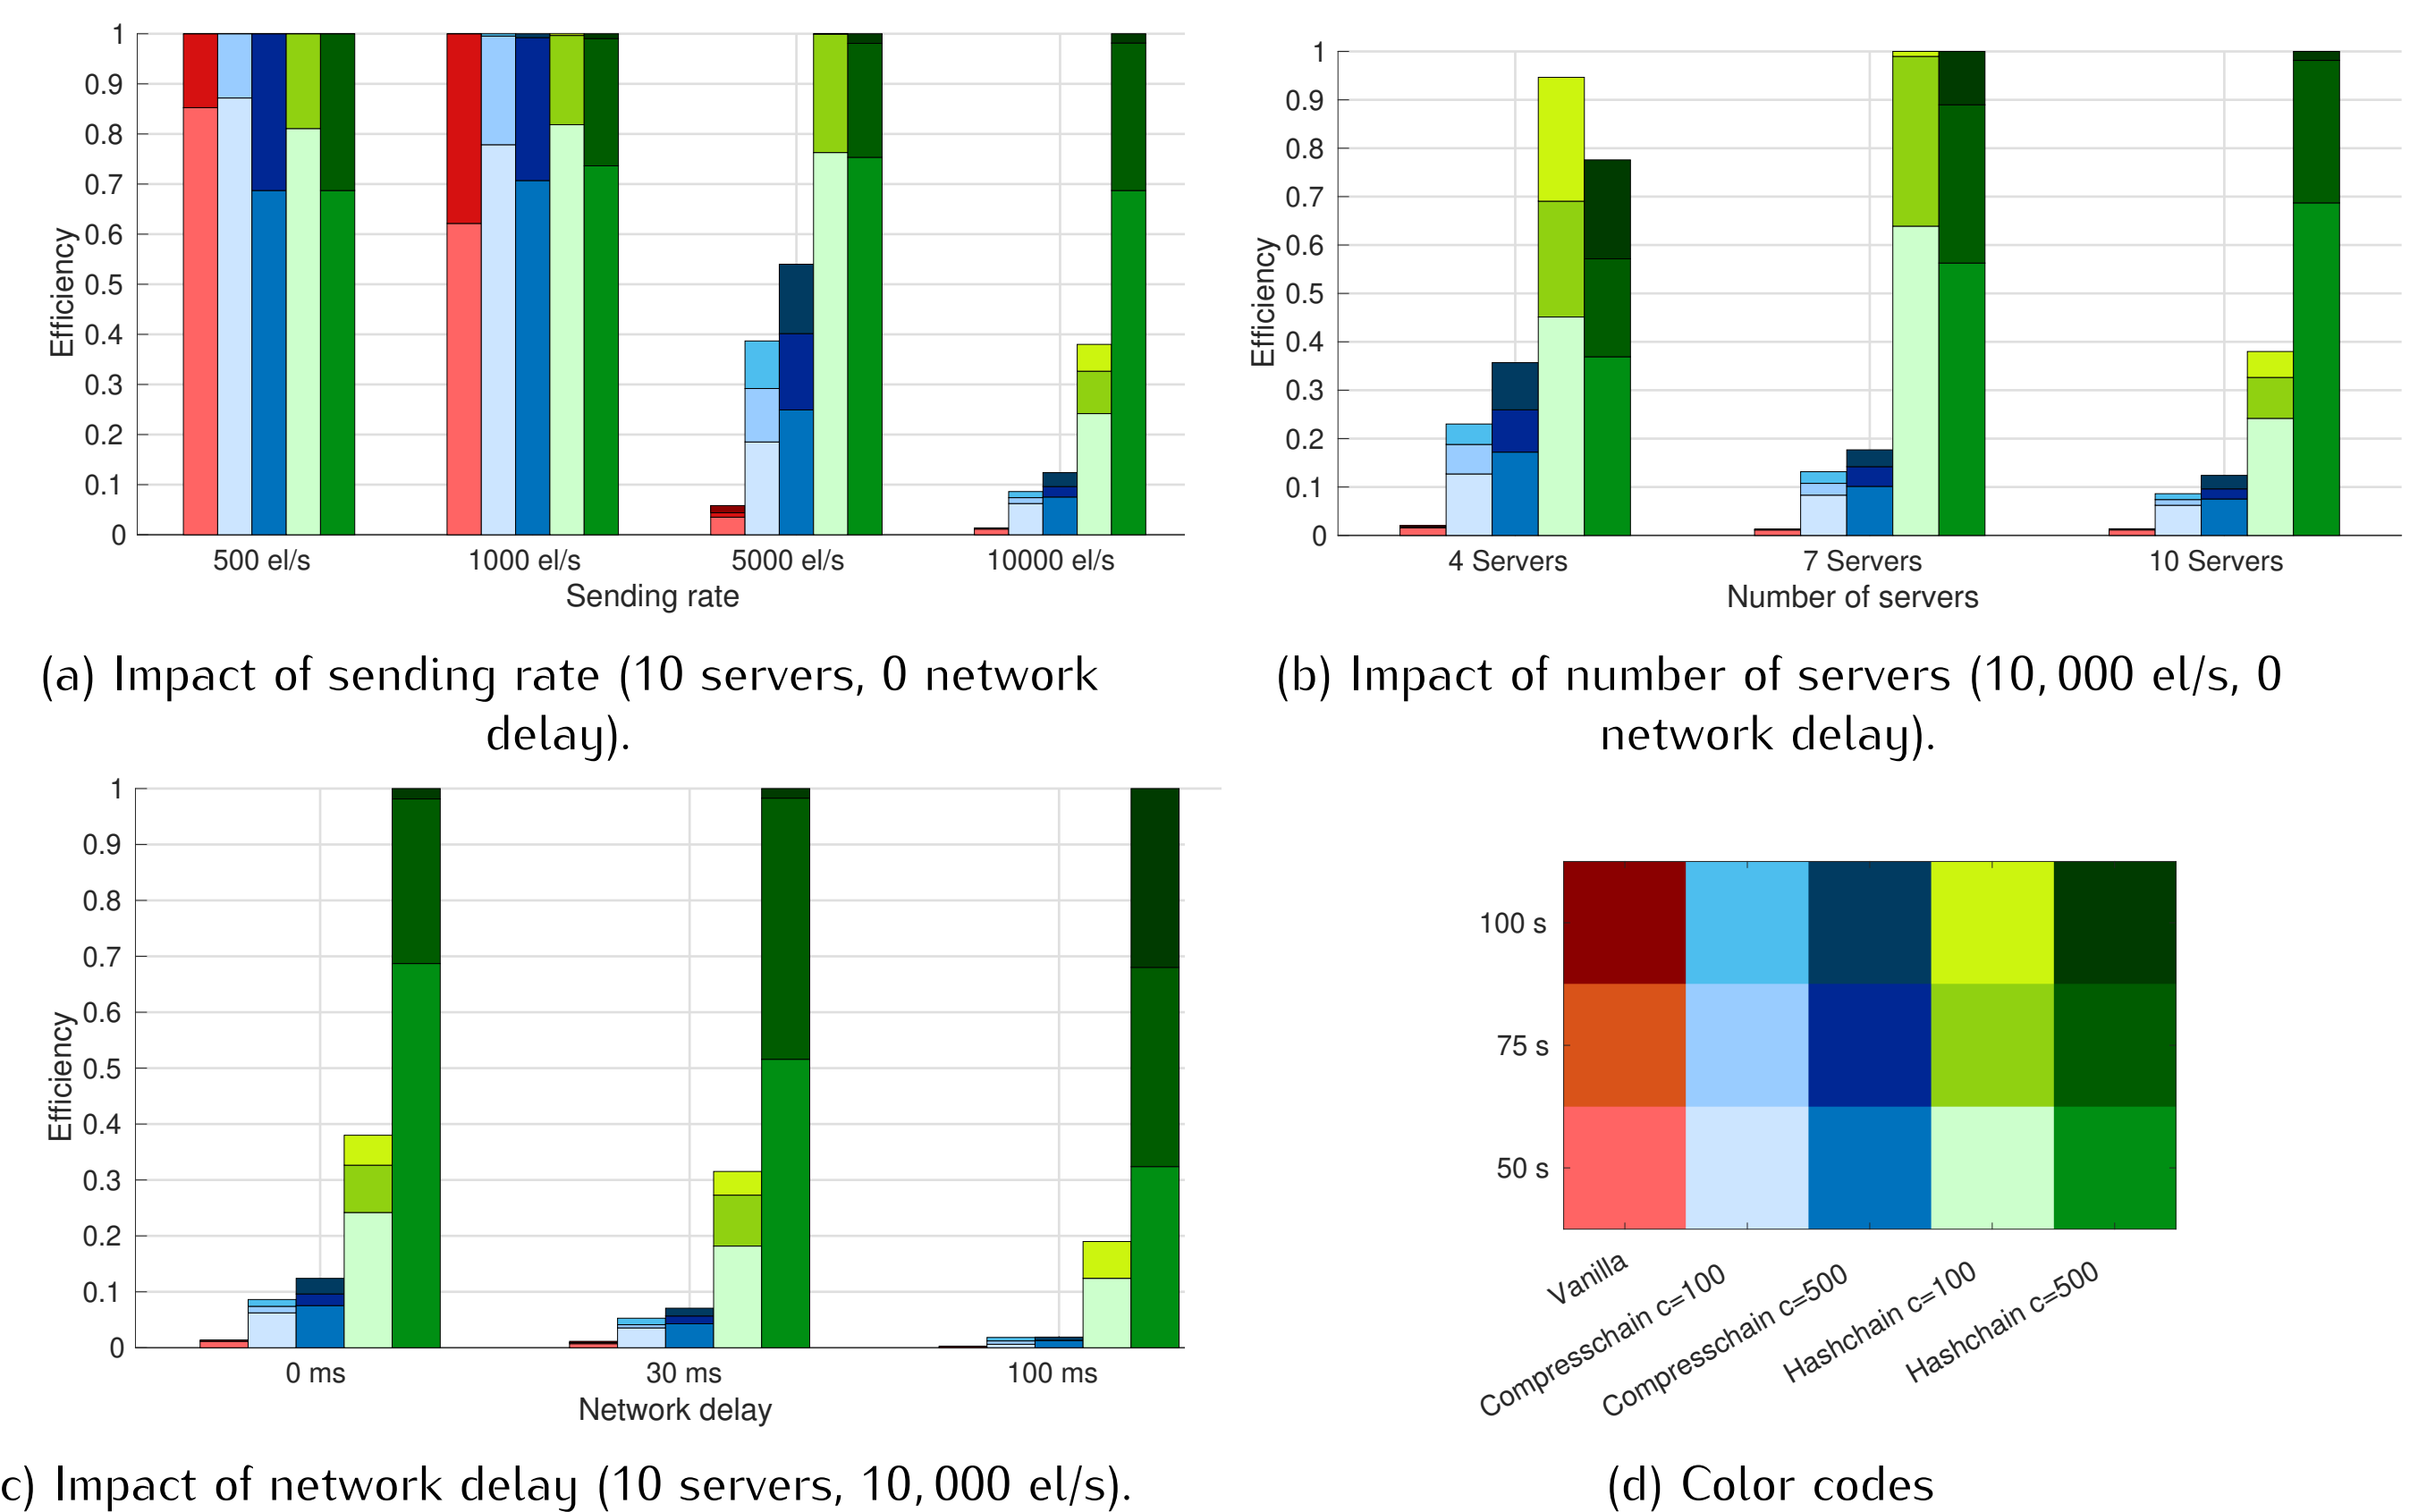 1
0.9
0.8
0.7
0.6
0.5
0.4
0.3
0.2
0.1
0
Efficiency
500 el/s 1000 el/s 5000 el/s 10000 el/s
Sending rate
(a) Impact of sending rate (10 servers, 0 network
delay).
1
0.9
0.8
0.7
0.6
0.5
0.4
0.3
0.2
0.1
0
Efficiency
4 Servers 7 Servers 10 Servers
Number of servers
(b) Impact of number of servers (10, 000 el/s, 0
network delay).
1
0.9
0.8
0.7
0.6
0.5
0.4
0.3
0.2
0.1
0
Efficiency
0 ms 30 ms 100 ms
Network delay
c) Impact of network delay (10 servers, 10, 000 el/s).
100 s
75 s
50 s
Vanilla
Compresschain c=100
Compresschain c=500
Hashchain c=100
Hashchain c=500
(d) Color codes